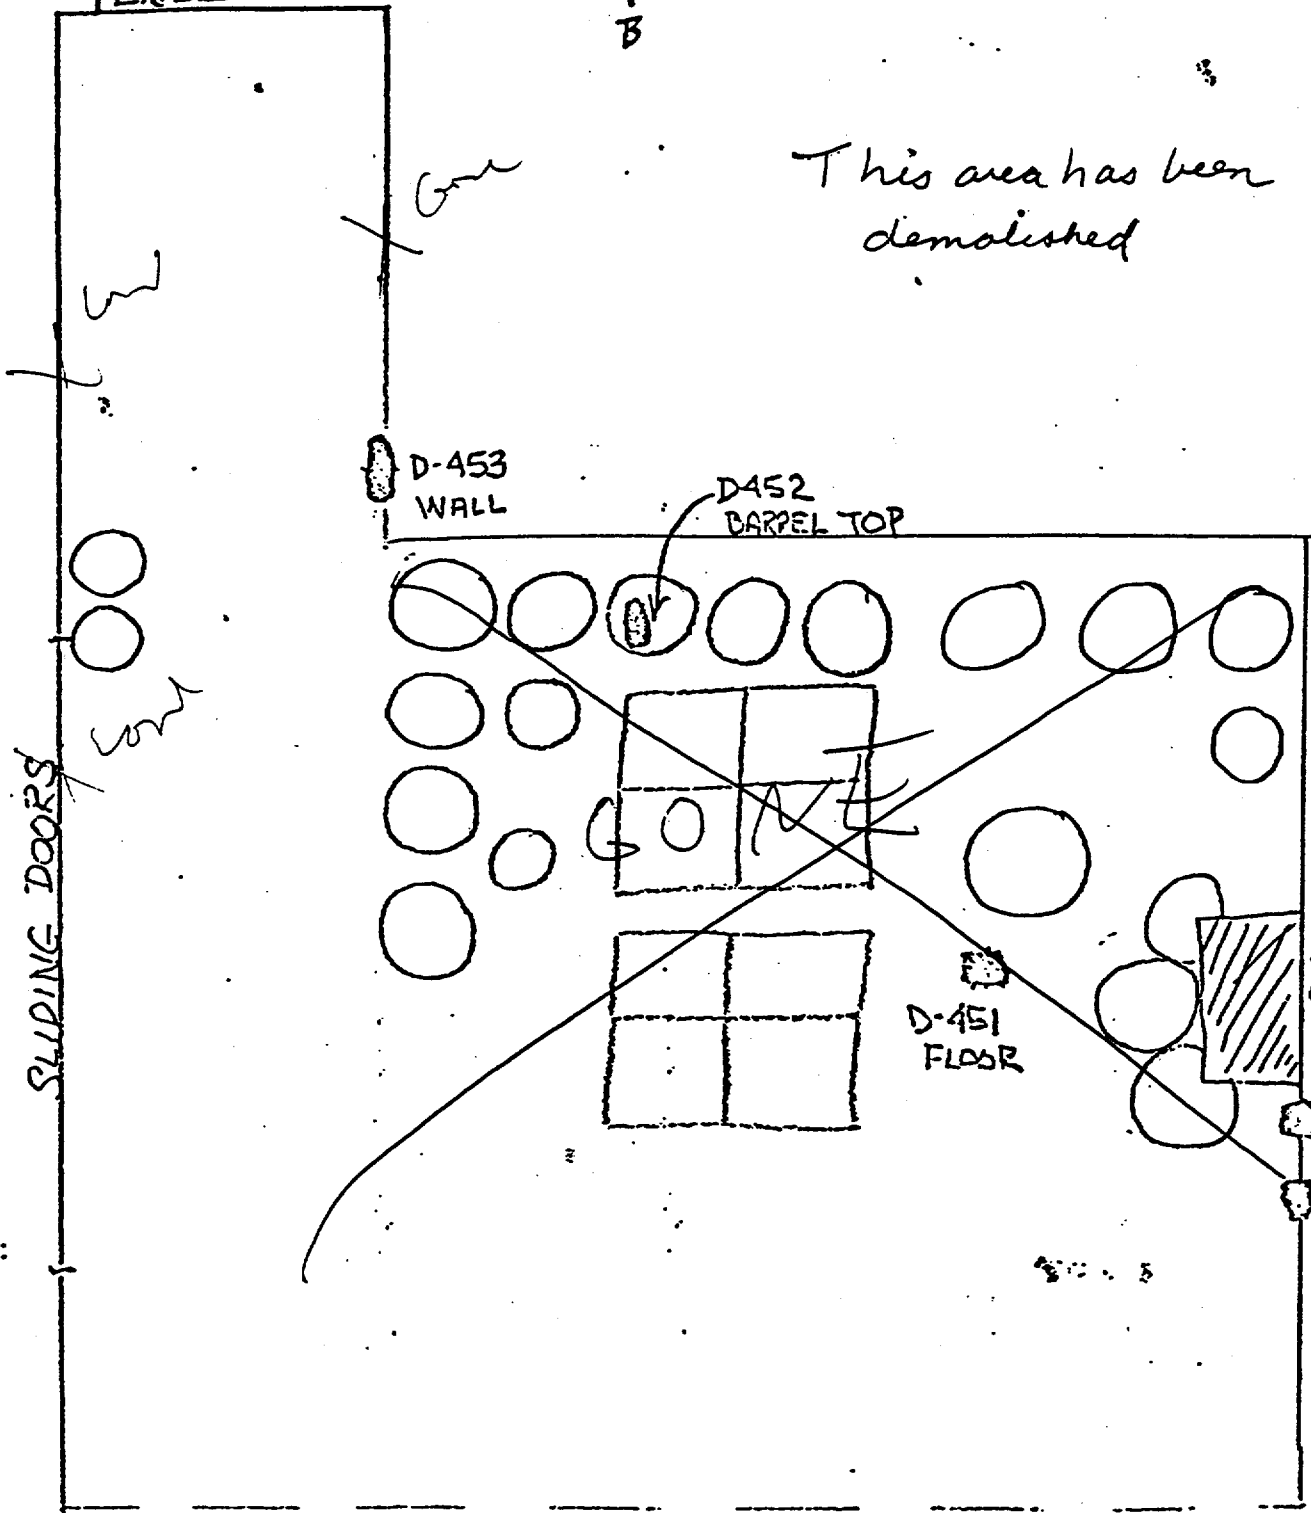 B
This area has been
demolished
D-453
WALL
D452
BARREL TOP
GONE
SLIDING DOORS
D-451
FLOOR